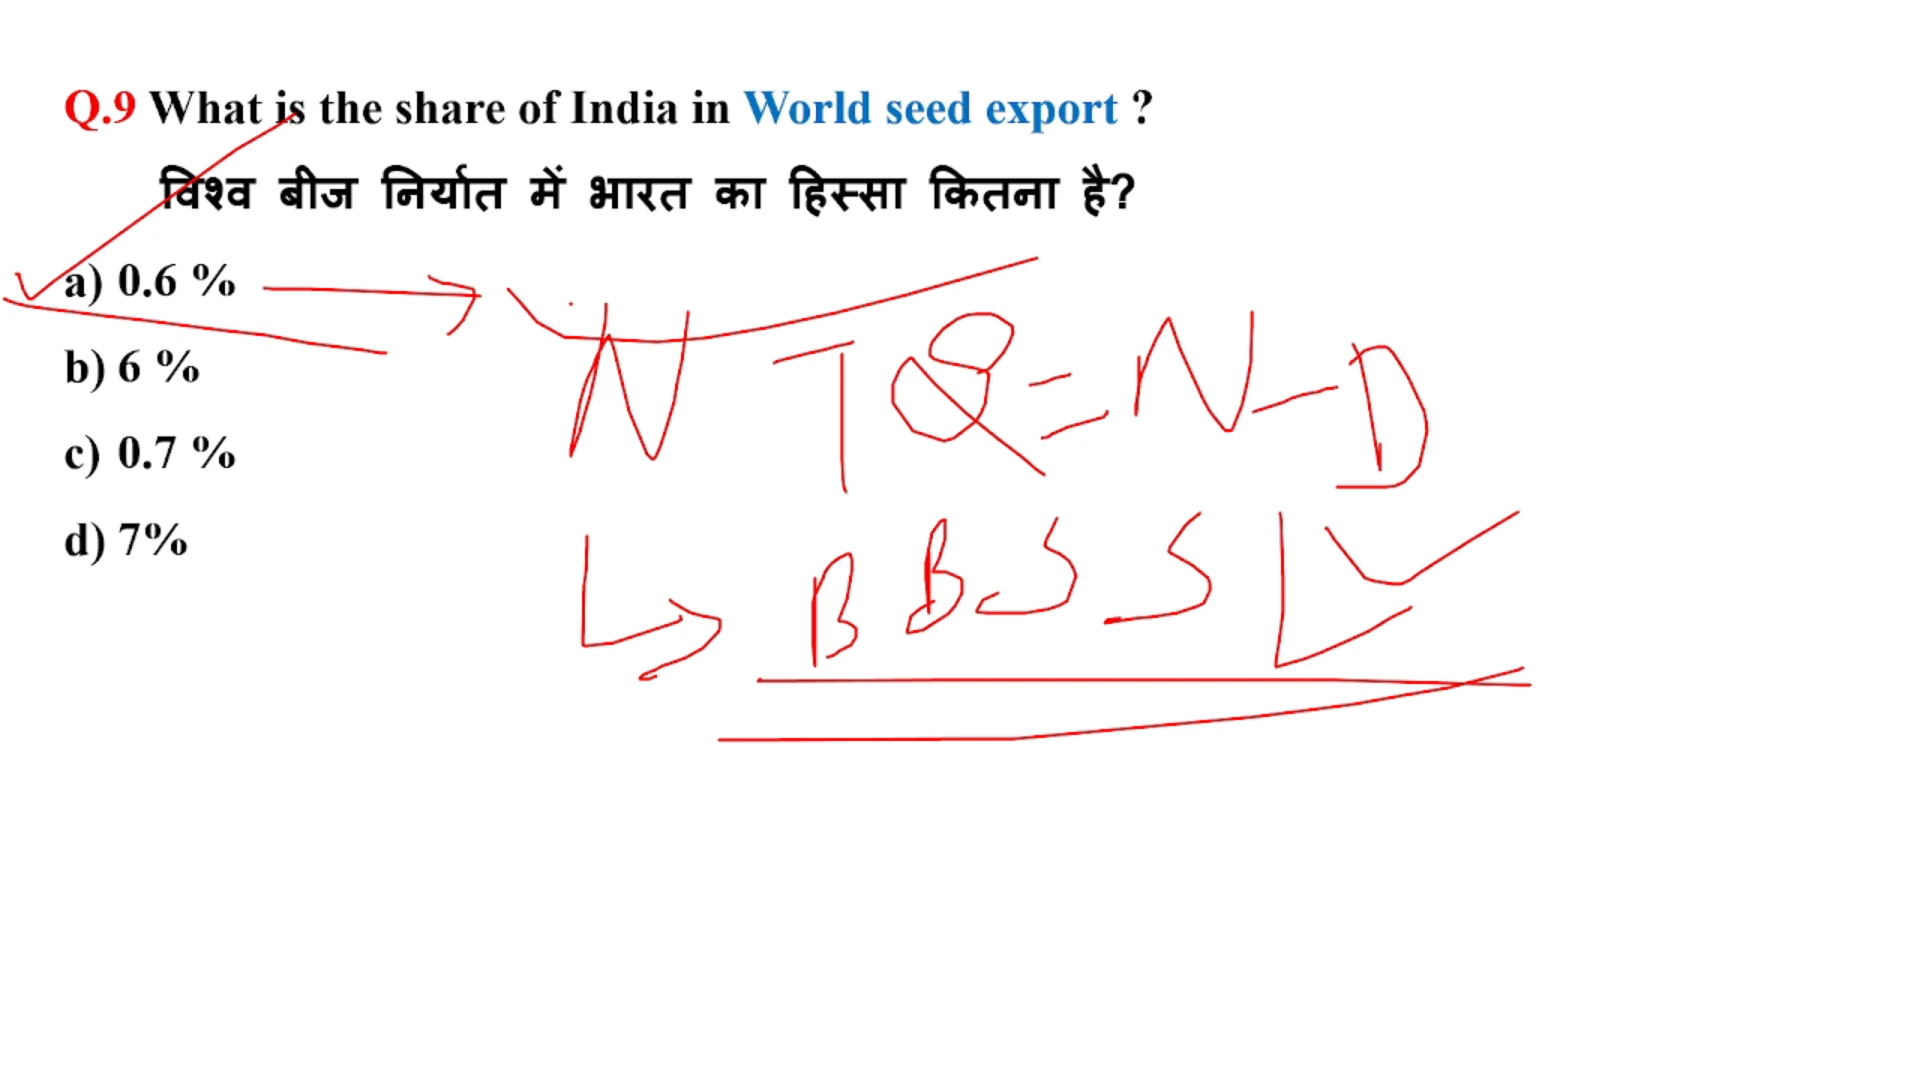 Q.9 What is the share of India in World seed export ?
विश्व बीज निर्यात में भारत का हिस्सा कितना है?
a) 0.6 %
b) 6 %
c) 0.7 %
d) 7%
N T Q = N - D
B B S S L